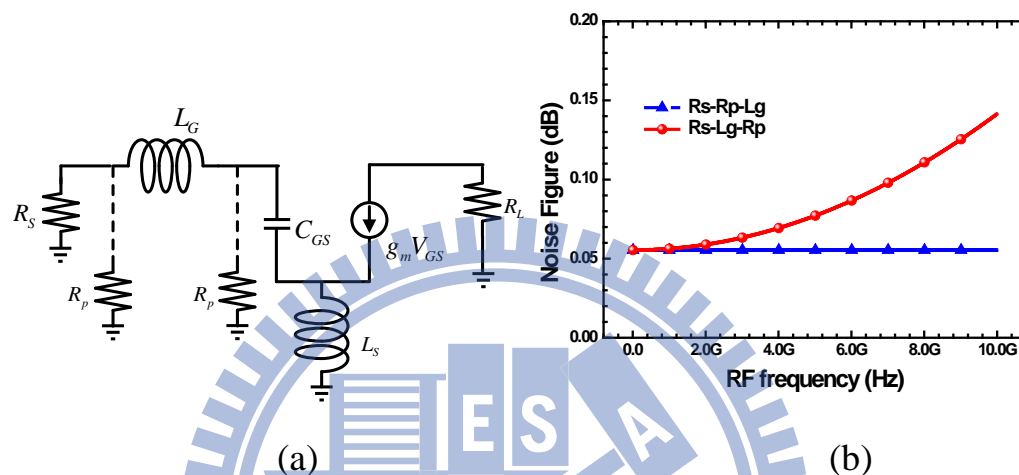 L_G
R_S
R_p
R_p
C_GS
g_m V_GS
R_L
L_S
(a)
Noise Figure (dB)
0.20
0.15
0.10
0.05
0.00
Rs-Rp-Lg
Rs-Lg-Rp
0.0 2.0G 4.0G 6.0G 8.0G 10.0G
RF frequency (Hz)
(b)
E S A